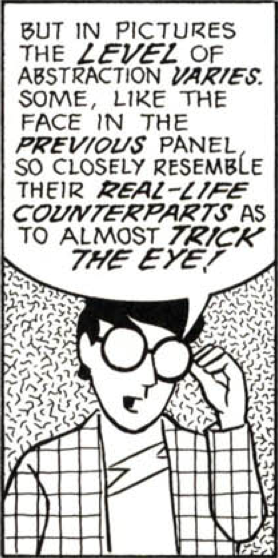 BUT IN PICTURES
THE LEVEL OF
ABSTRACTION VARIES.
SOME, LIKE THE
FACE IN THE
PREVIOUS PANEL,
SO CLOSELY RESEMBLE
THEIR REAL-LIFE
COUNTERPARTS AS
TO ALMOST TRICK
THE EYE!